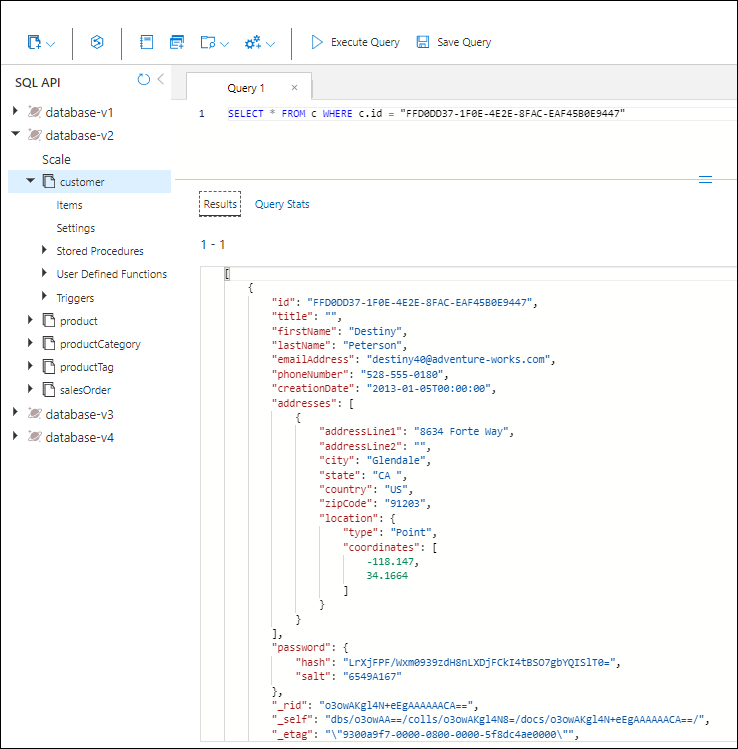 Execute Query
Save Query
SQL API
database-v1
database-v2
Scale
customer
Items
Settings
Stored Procedures
User Defined Functions
Triggers
product
productCategory
productTag
salesOrder
database-v3
database-v4
Query 1 ×
1 SELECT * FROM c WHERE c.id = "FFD0DD37-1F0E-4E2E-8FAC-EAF45B0E9447"
Results Query Stats
1 - 1
[
{
"id": "FFD0DD37-1F0E-4E2E-8FAC-EAF45B0E9447",
"title": "",
"firstName": "Destiny",
"lastName": "Peterson",
"emailAddress": "destiny40@adventure-works.com",
"phoneNumber": "528-555-0180",
"creationDate": "2013-01-05T00:00:00",
"addresses": [
{
"addressLine1": "8634 Forte Way",
"addressLine2": "",
"city": "Glendale",
"state": "CA ",
"country": "US",
"zipCode": "91203",
"location": {
"type": "Point",
"coordinates": [
-118.147,
34.1664
]
}
}
],
"password": {
"hash": "LrXjFPF/Wxm0939zdH8nLXDjFCkI4tBSO7gbYQISlT0=",
"salt": "6549A167"
},
"_rid": "o3owAKgl4N+eEgAAAAAACA==",
"_self": "dbs/o3owAA==/colls/o3owAKgl4N8=/docs/o3owAKgl4N+eEgAAAAAACA==/",
"_etag": "\"9300a9f7-0000-0800-0000-5f8dc4ae0000\"",